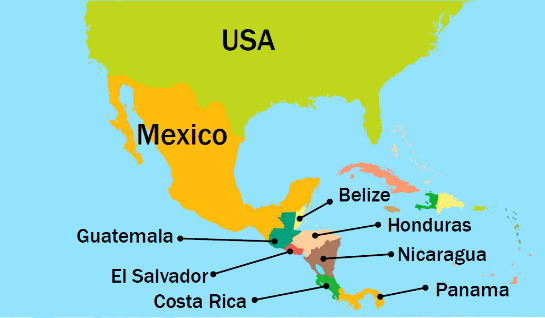 USA
Mexico
Belize
Honduras
Guatemala
Nicaragua
El Salvador
Panama
Costa Rica